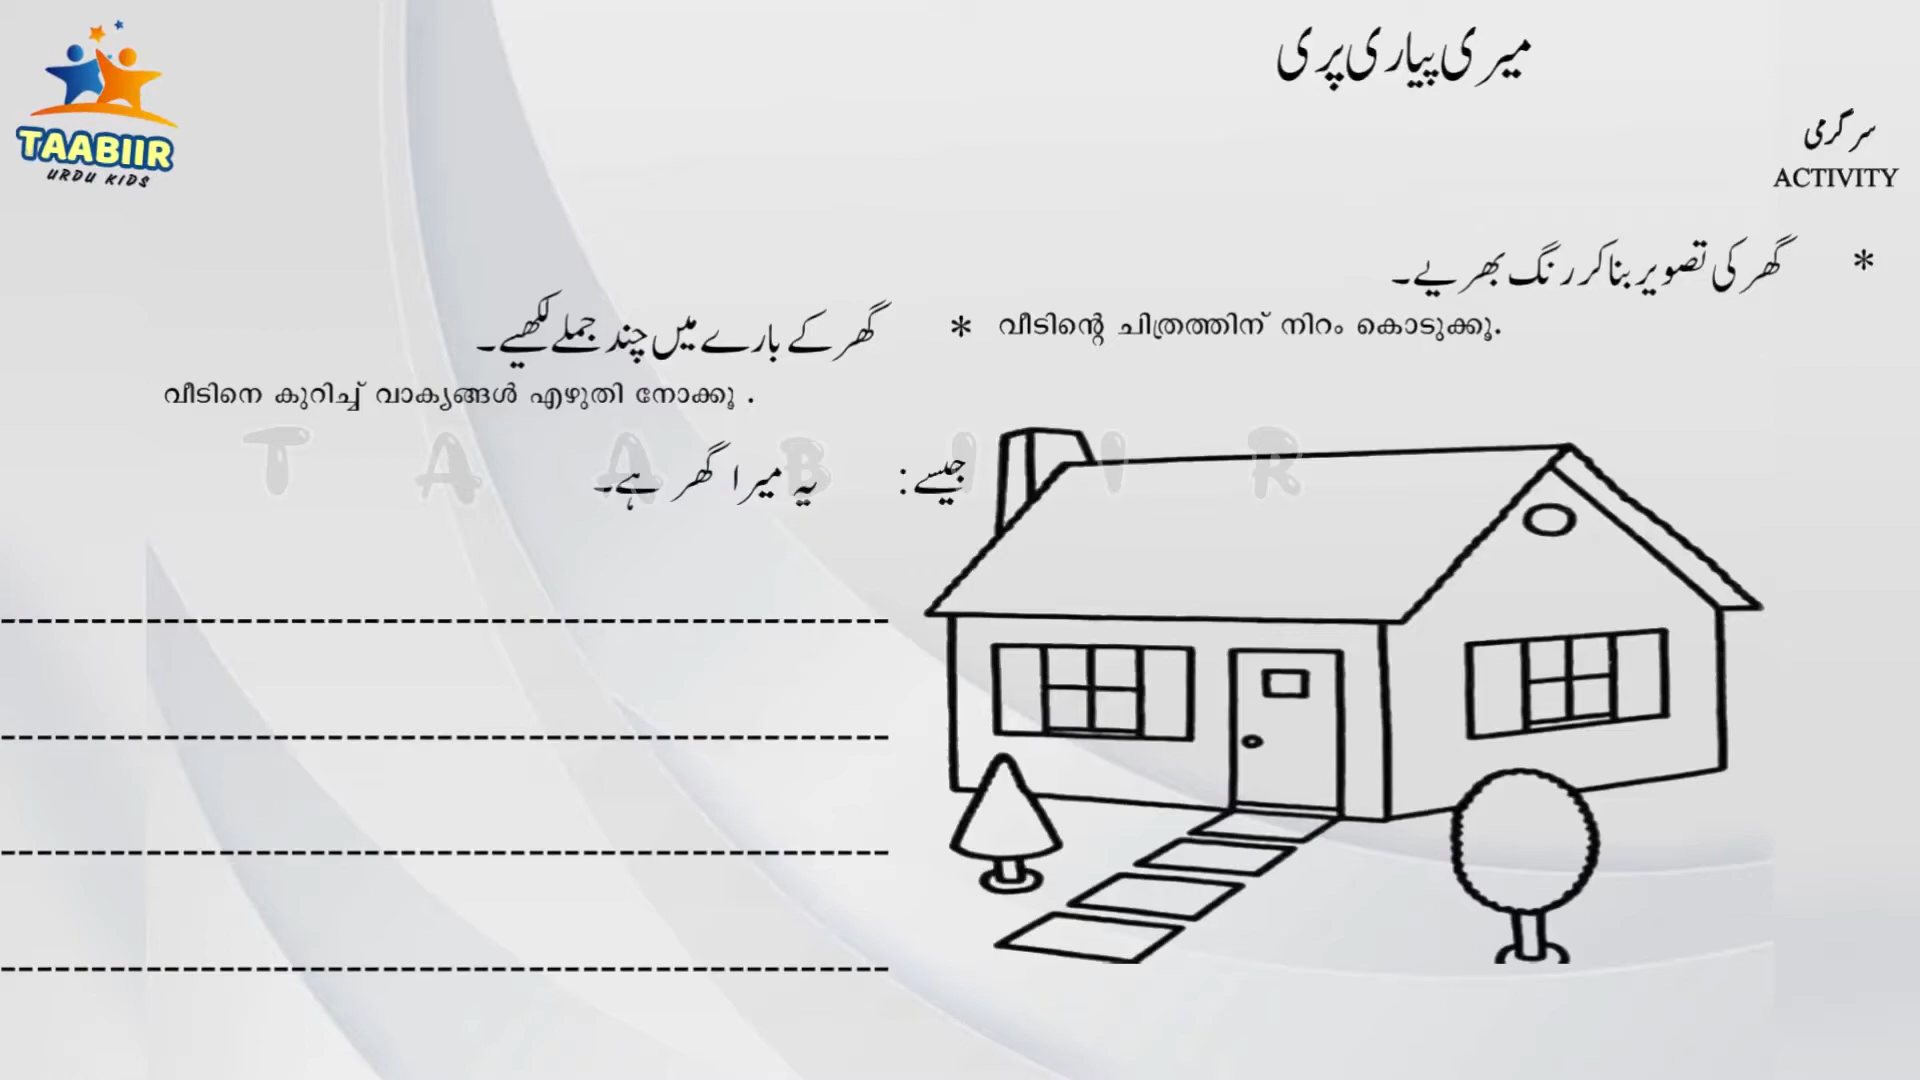 میری پیاری پری
TAABIIR
URDU KIDS
سرگرمی
ACTIVITY
* گھر کی تصویر بنا کر رنگ بھریے۔
വീടിന്റെ ചിത്രത്തിന് നിറം കൊടുക്കൂ.
* گھر کے بارے میں چند جملے لکھیے۔
വീടിനെ കുറിച്ച് വാക്യങ്ങൾ എഴുതി നോക്കൂ .
TAABIIR
جیسے: یہ میرا گھر ہے۔